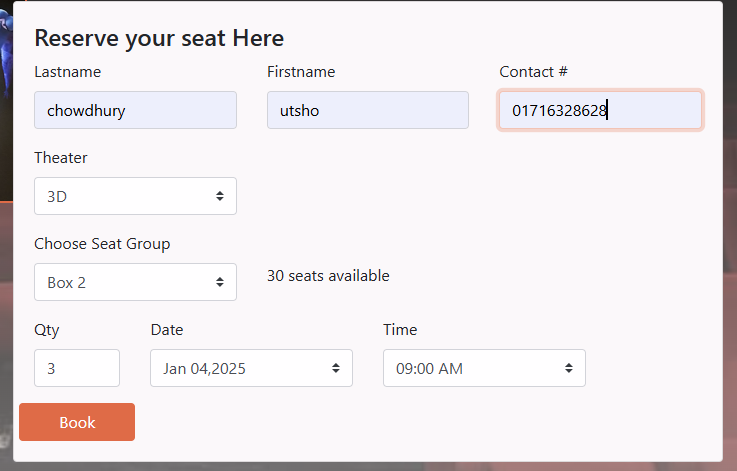 Reserve your seat Here
Lastname Firstname Contact #
chowdhury utsho 01716328628
Theater
3D
Choose Seat Group
Box 2 30 seats available
Qty Date Time
3 Jan 04,2025 09:00 AM
Book